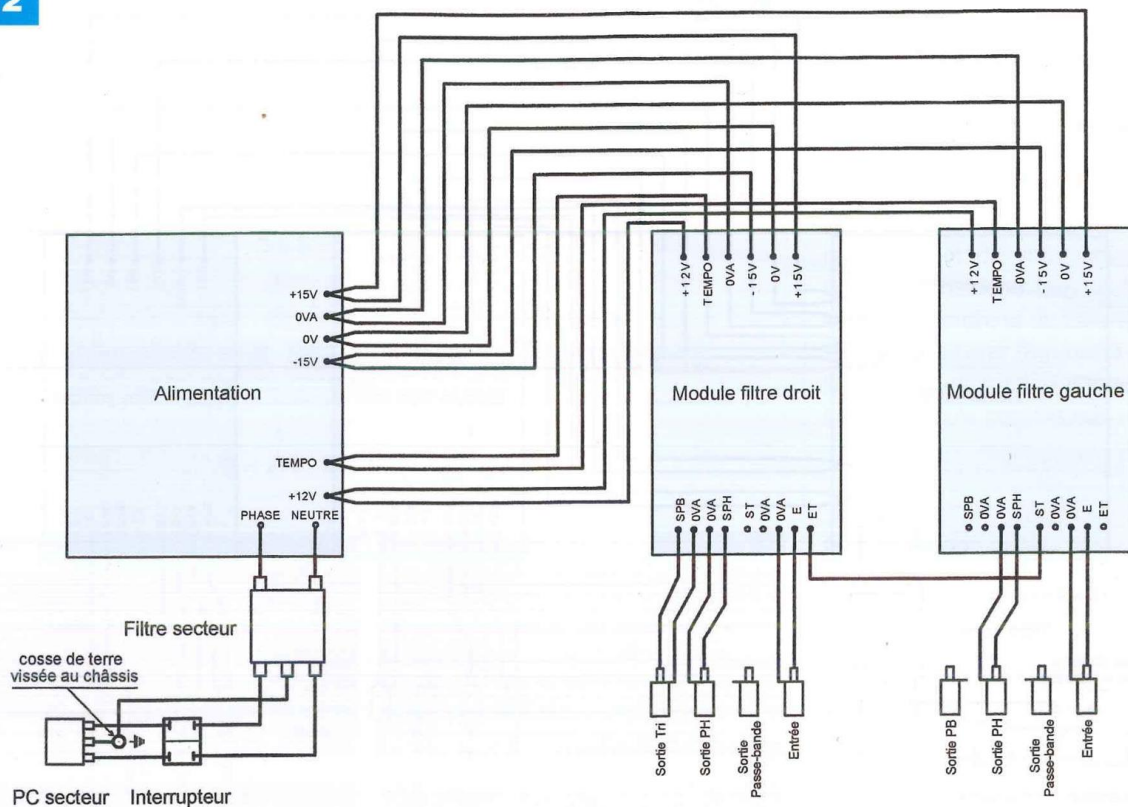 2
+15V
0VA
0V
-15V
Alimentation
TEMPO
+12V
PHASE NEUTRE
Filtre secteur
cosse de terre
vissée au châssis
PC secteur Interrupteur
+12V
TEMPO
0VA
-15V
0V
+15V
Module filtre droit
SPB
0VA
0VA
SPH
ST
0VA
0VA
E
ET
Sortie Tri
Sortie PH
Sortie
Passe-bande
Entrée
+12V
TEMPO
0VA
-15V
0V
+15V
Module filtre gauche
SPB
0VA
0VA
SPH
ST
0VA
0VA
E
ET
Sortie PB
Sortie PH
Sortie
Passe-bande
Entrée